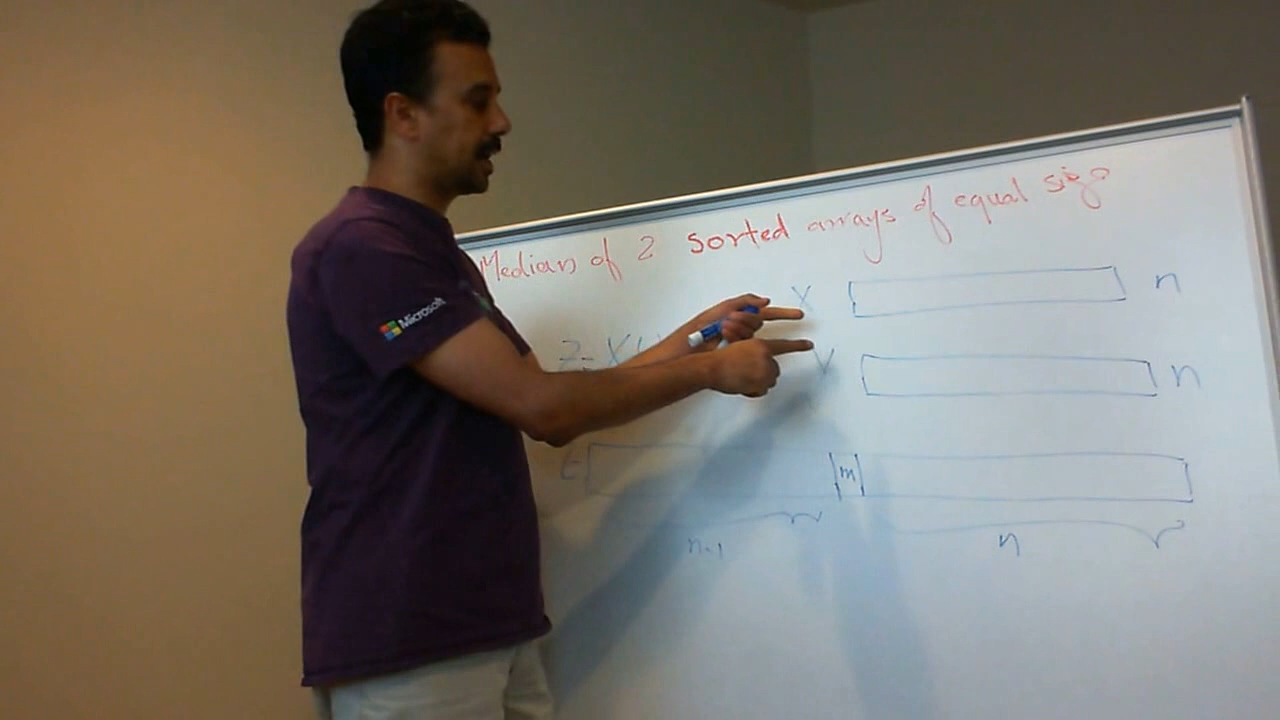 Median of 2 sorted arrays of equal size
X n
Microsoft
Z = X
Y n
m
n-1 n